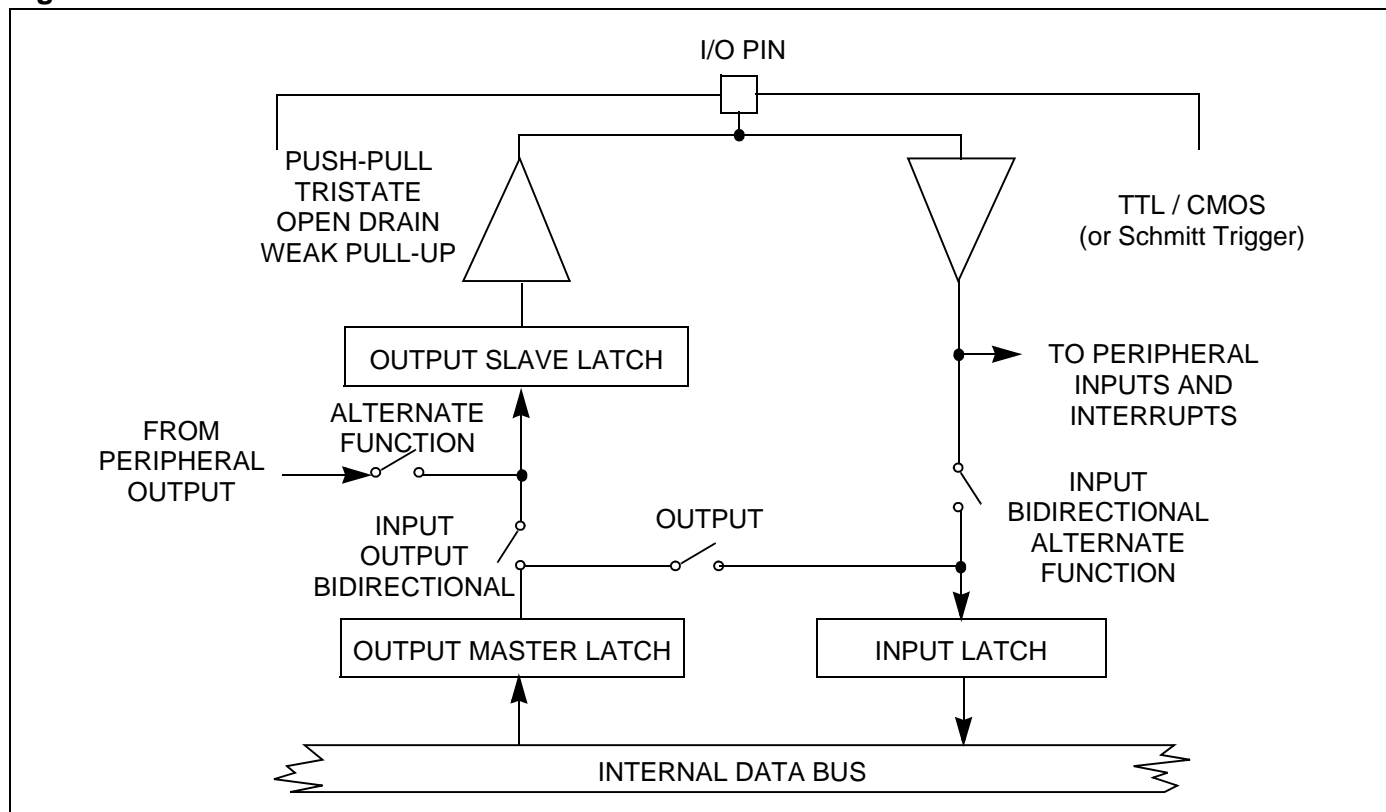 I/O PIN
PUSH-PULL
TRISTATE
OPEN DRAIN
WEAK PULL-UP
TTL / CMOS
(or Schmitt Trigger)
OUTPUT SLAVE LATCH
TO PERIPHERAL
INPUTS AND
INTERRUPTS
ALTERNATE
FUNCTION
FROM
PERIPHERAL
OUTPUT
INPUT
OUTPUT
BIDIRECTIONAL
OUTPUT
INPUT
BIDIRECTIONAL
ALTERNATE
FUNCTION
OUTPUT MASTER LATCH
INPUT LATCH
INTERNAL DATA BUS